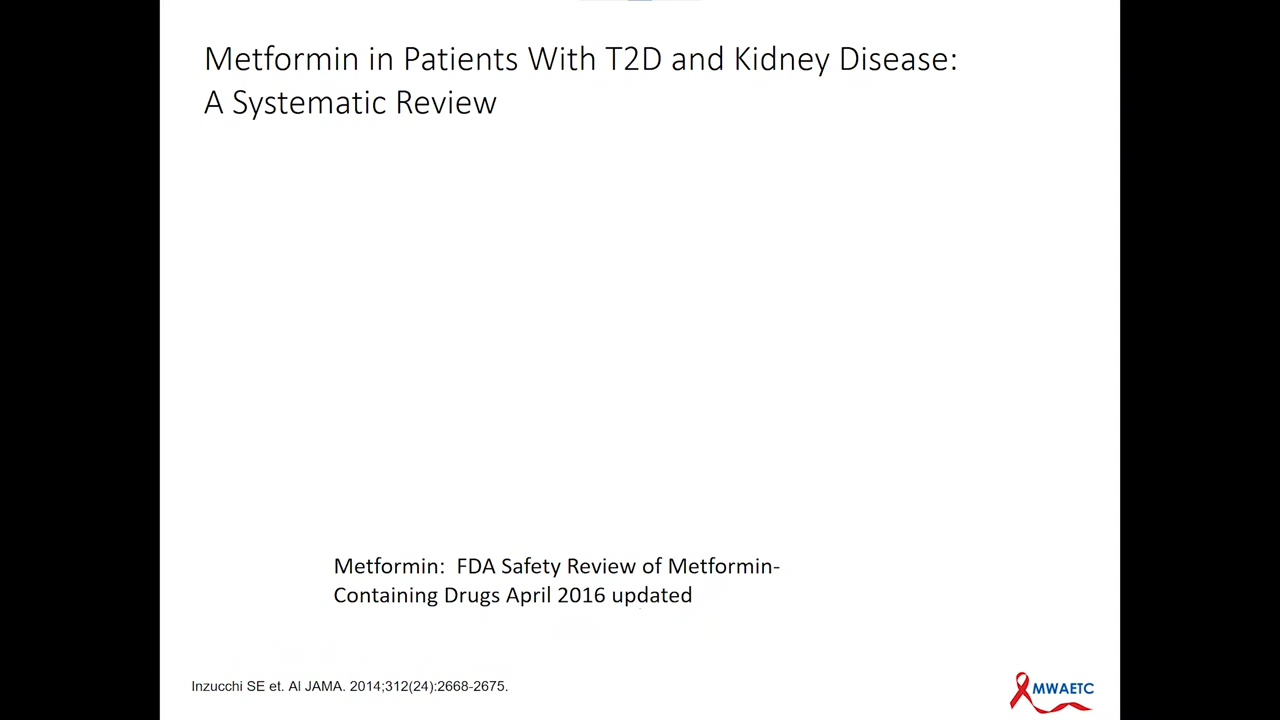 Metformin in Patients With T2D and Kidney Disease:
A Systematic Review
Metformin:  FDA Safety Review of Metformin-
Containing Drugs April 2016 updated
Inzucchi SE et. Al JAMA. 2014;312(24):2668-2675.
MWAETC